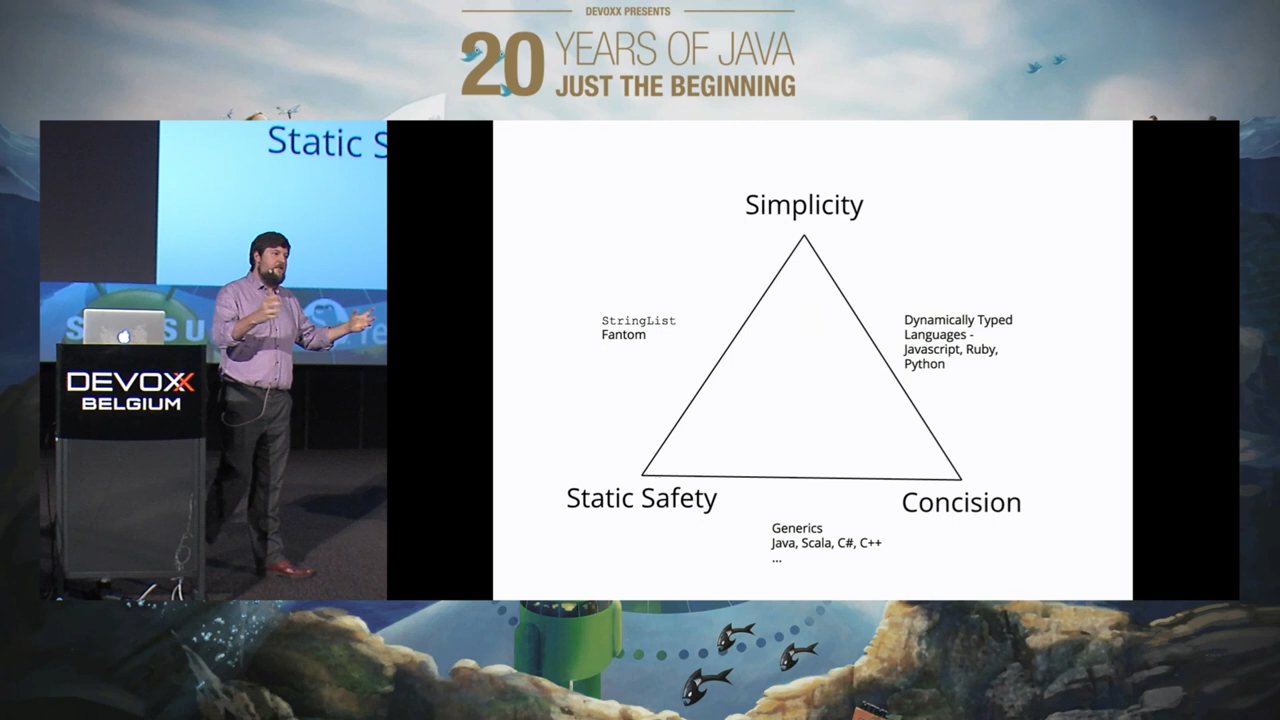 DEVOXX PRESENTS
20 YEARS OF JAVA
JUST THE BEGINNING
Static S
DEVOXX
BELGIUM
Simplicity
StringList
Fantom
Dynamically Typed
Languages -
Javascript, Ruby,
Python
Static Safety
Concision
Generics
Java, Scala, C#, C++
...